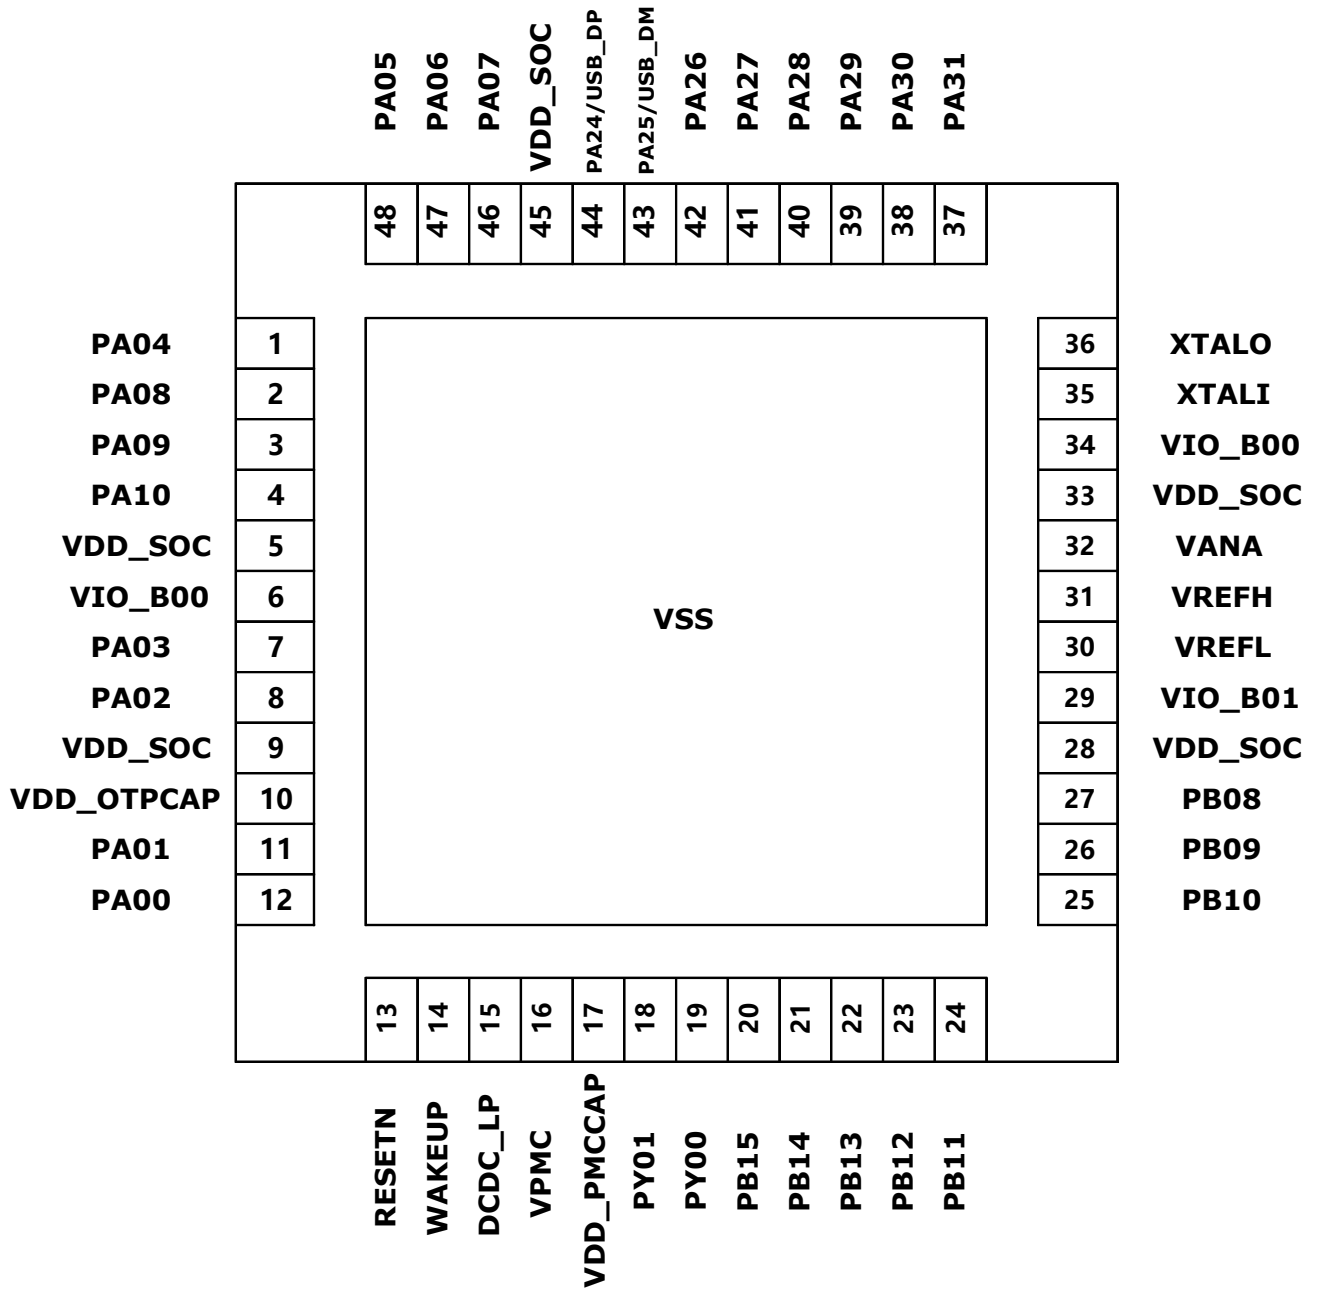 PA05
PA06
PA07
VDD_SOC
PA24/USB_DP
PA25/USB_DM
PA26
PA27
PA28
PA29
PA30
PA31
48
47
46
45
44
43
42
41
40
39
38
37
PA04 1
PA08 2
PA09 3
PA10 4
VDD_SOC 5
VIO_B00 6
PA03 7
PA02 8
VDD_SOC 9
VDD_OTPCAP 10
PA01 11
PA00 12
VSS
36 XTALO
35 XTALI
34 VIO_B00
33 VDD_SOC
32 VANA
31 VREFH
30 VREFL
29 VIO_B01
28 VDD_SOC
27 PB08
26 PB09
25 PB10
13
14
15
16
17
18
19
20
21
22
23
24
RESETN
WAKEUP
DCDC_LP
VPMC
VDD_PMCCAP
PY01
PY00
PB15
PB14
PB13
PB12
PB11